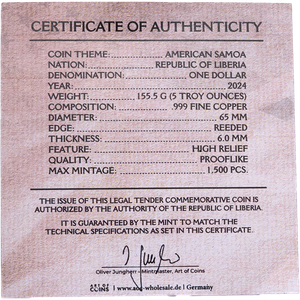 CERTIFICATE OF AUTHENTICITY
COIN THEME: AMERICAN SAMOA
NATION: REPUBLIC OF LIBERIA
DENOMINATION: ONE DOLLAR
YEAR: 2024
WEIGHT: 155.5 G (5 TROY OUNCES)
COMPOSITION: .999 FINE COPPER
DIAMETER: 65 MM
EDGE: REEDED
THICKNESS: 6.0 MM
FEATURE: HIGH RELIEF
QUALITY: PROOFLIKE
MAX MINTAGE: 1,500 PCS.
THE ISSUE OF THIS LEGAL TENDER COMMEMORATIVE COIN IS
AUTHORIZED BY THE AUTHORITY OF THE REPUBLIC OF LIBERIA.
IT IS GUARANTEED BY THE MINT TO MATCH THE
TECHNICAL SPECIFICATIONS AS SET IN THIS CERTIFICATE.
Oliver Jungherr - Mintmaster, Art of Coins
ART OF COINS | www.aoc-wholesale.de | Germany